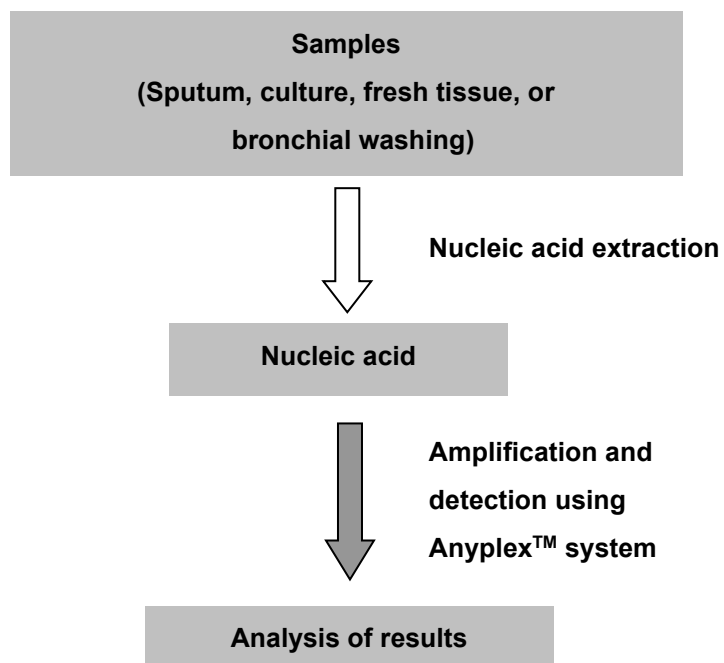 Samples
(Sputum, culture, fresh tissue, or
bronchial washing)
Nucleic acid extraction
Nucleic acid
Amplification and
detection using
Anyplex™ system
Analysis of results